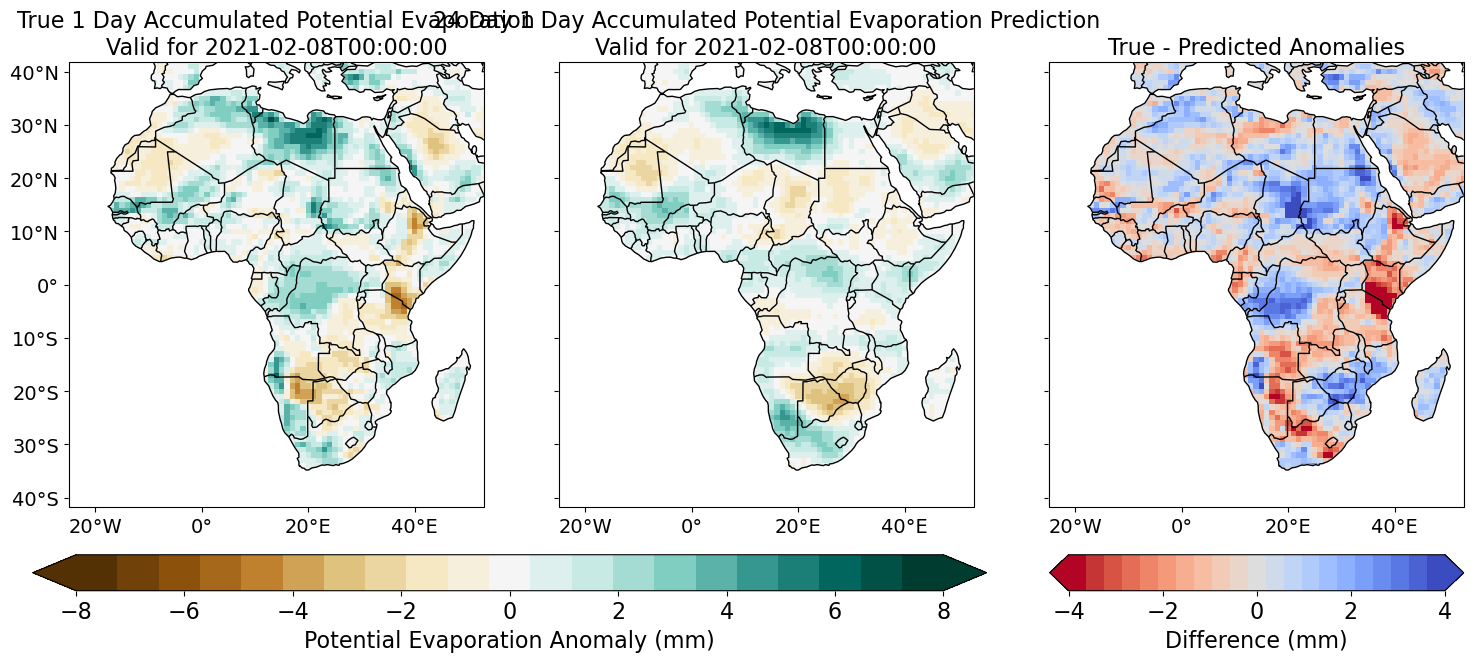 True 1 Day Accumulated Potential Evaporation
Valid for 2021-02-08T00:00:00
24 Day 1 Day Accumulated Potential Evaporation Prediction
Valid for 2021-02-08T00:00:00
True - Predicted Anomalies
40°N
30°N
20°N
10°N
0°
10°S
20°S
30°S
40°S
20°W 0° 20°E 40°E
20°W 0° 20°E 40°E
20°W 0° 20°E 40°E
−8 −6 −4 −2 0 2 4 6 8
Potential Evaporation Anomaly (mm)
−4 −2 0 2 4
Difference (mm)